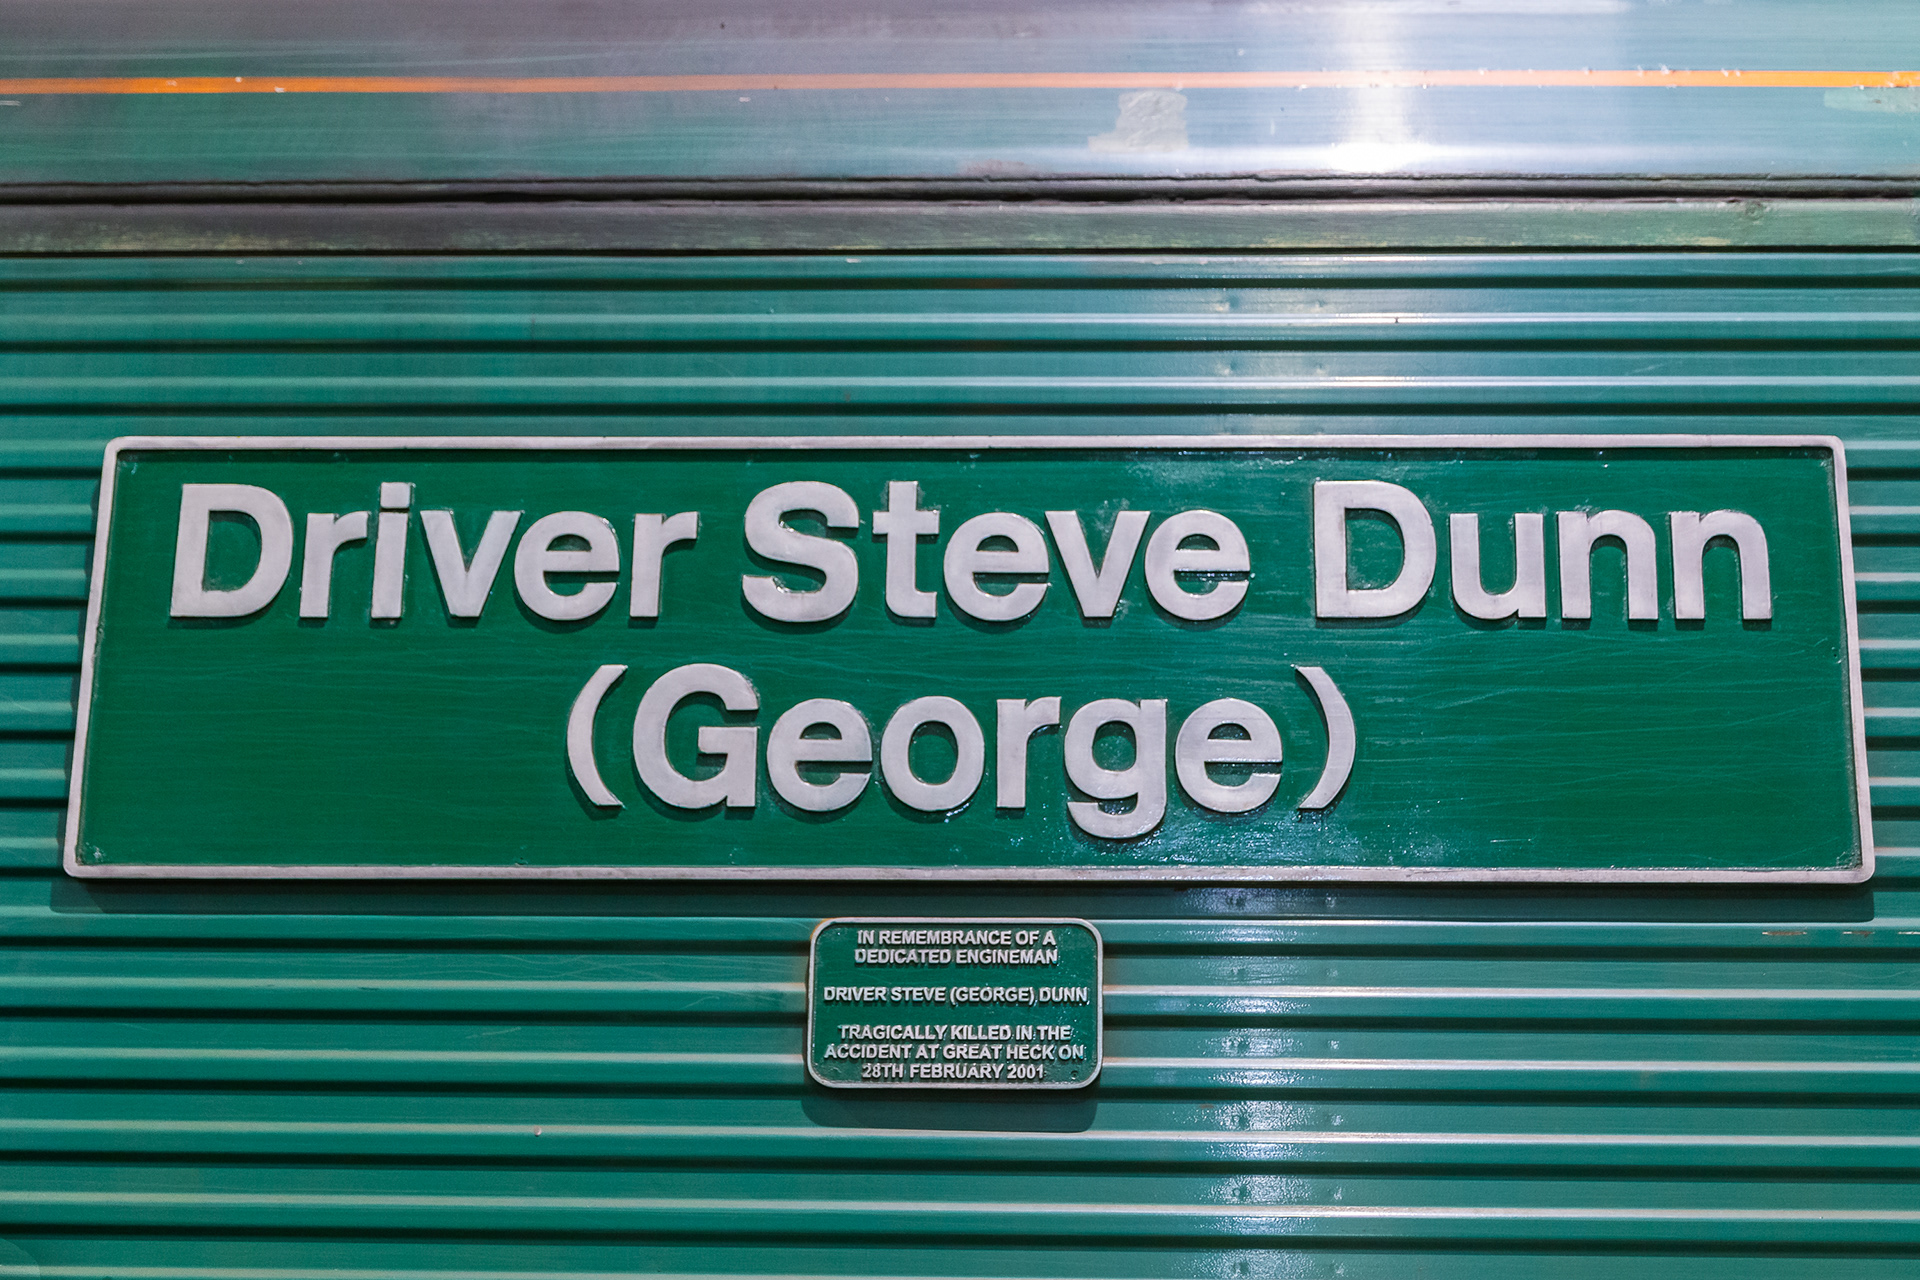 Driver Steve Dunn
(George)
IN REMEMBRANCE OF A
DEDICATED ENGINEMAN
DRIVER STEVE (GEORGE) DUNN
TRAGICALLY KILLED IN THE
ACCIDENT AT GREAT HECK ON
28TH FEBRUARY 2001